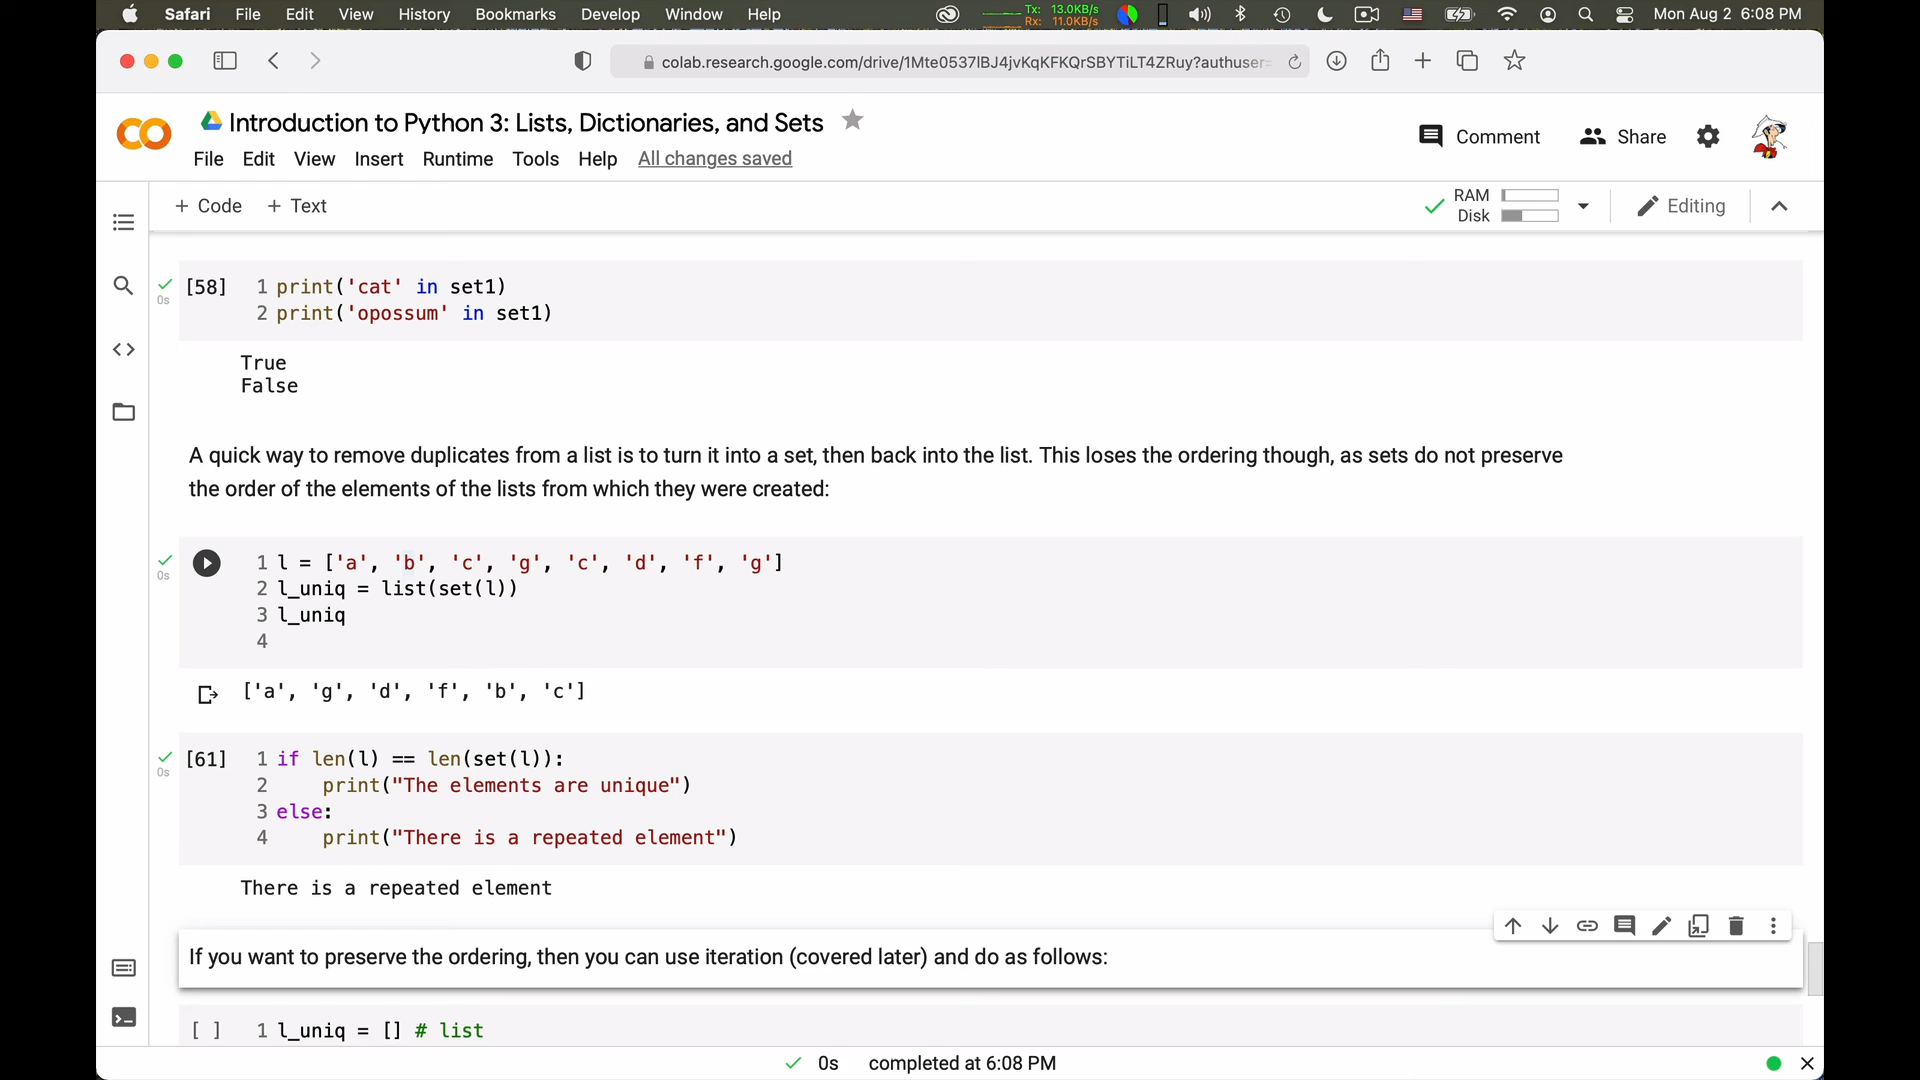 Safari File Edit View History Bookmarks Develop Window Help Tx: 13.0KB/s Rx: 11.0KB/s Mon Aug 2 6:08 PM
colab.research.google.com/drive/1Mte0537lBJ4jvKqKFKQrSBYTiLT4ZRuy?authuser=
Introduction to Python 3: Lists, Dictionaries, and Sets
Comment Share
File Edit View Insert Runtime Tools Help All changes saved
+ Code + Text
RAM
Disk
Editing
[58] 1 print('cat' in set1)
0s 2 print('opossum' in set1)
True
False
A quick way to remove duplicates from a list is to turn it into a set, then back into the list. This loses the ordering though, as sets do not preserve
the order of the elements of the lists from which they were created:
1 l = ['a', 'b', 'c', 'g', 'c', 'd', 'f', 'g']
0s 2 l_uniq = list(set(l))
3 l_uniq
4
['a', 'g', 'd', 'f', 'b', 'c']
[61] 1 if len(l) == len(set(l)):
0s 2 print("The elements are unique")
3 else:
4 print("There is a repeated element")
There is a repeated element
If you want to preserve the ordering, then you can use iteration (covered later) and do as follows:
[ ] 1 l_uniq = [] # list
0s completed at 6:08 PM